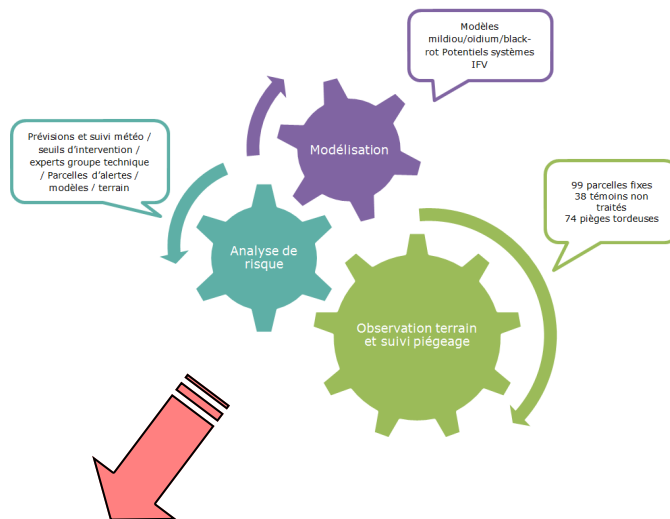 Modèles
mildiou/oïdium/black-
rot Potentiels systèmes
IFV
Modélisation
Prévisions et suivi météo /
seuils d'intervention /
experts groupe technique
/ Parcelles d'alertes /
modèles / terrain
99 parcelles fixes
38 témoins non
traités
74 pièges tordeuses
Analyse de
risque
Observation terrain
et suivi piégeage